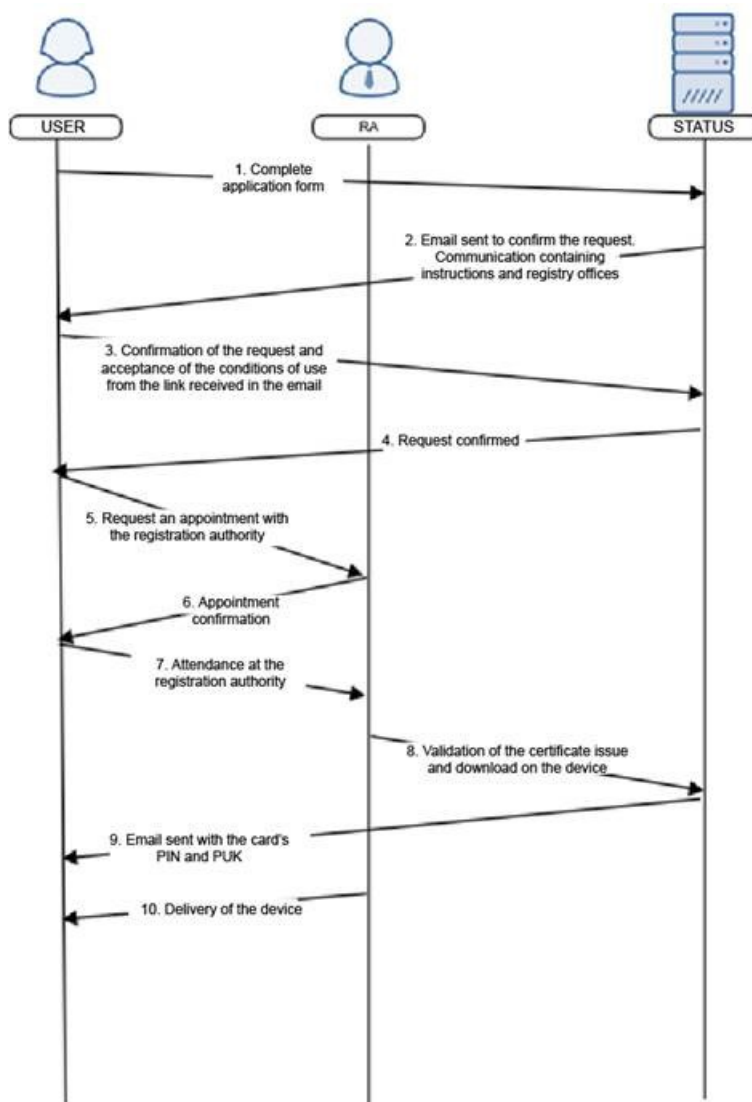 USER
RA
STATUS
1. Complete
application form
2. Email sent to confirm the request.
Communication containing
instructions and registry offices
3. Confirmation of the request and
acceptance of the conditions of use
from the link received in the email
4. Request confirmed
5. Request an appointment with
the registration authority
6. Appointment
confirmation
7. Attendance at the
registration authority
8. Validation of the certificate issue
and download on the device
9. Email sent with the card's
PIN and PUK
10. Delivery of the device